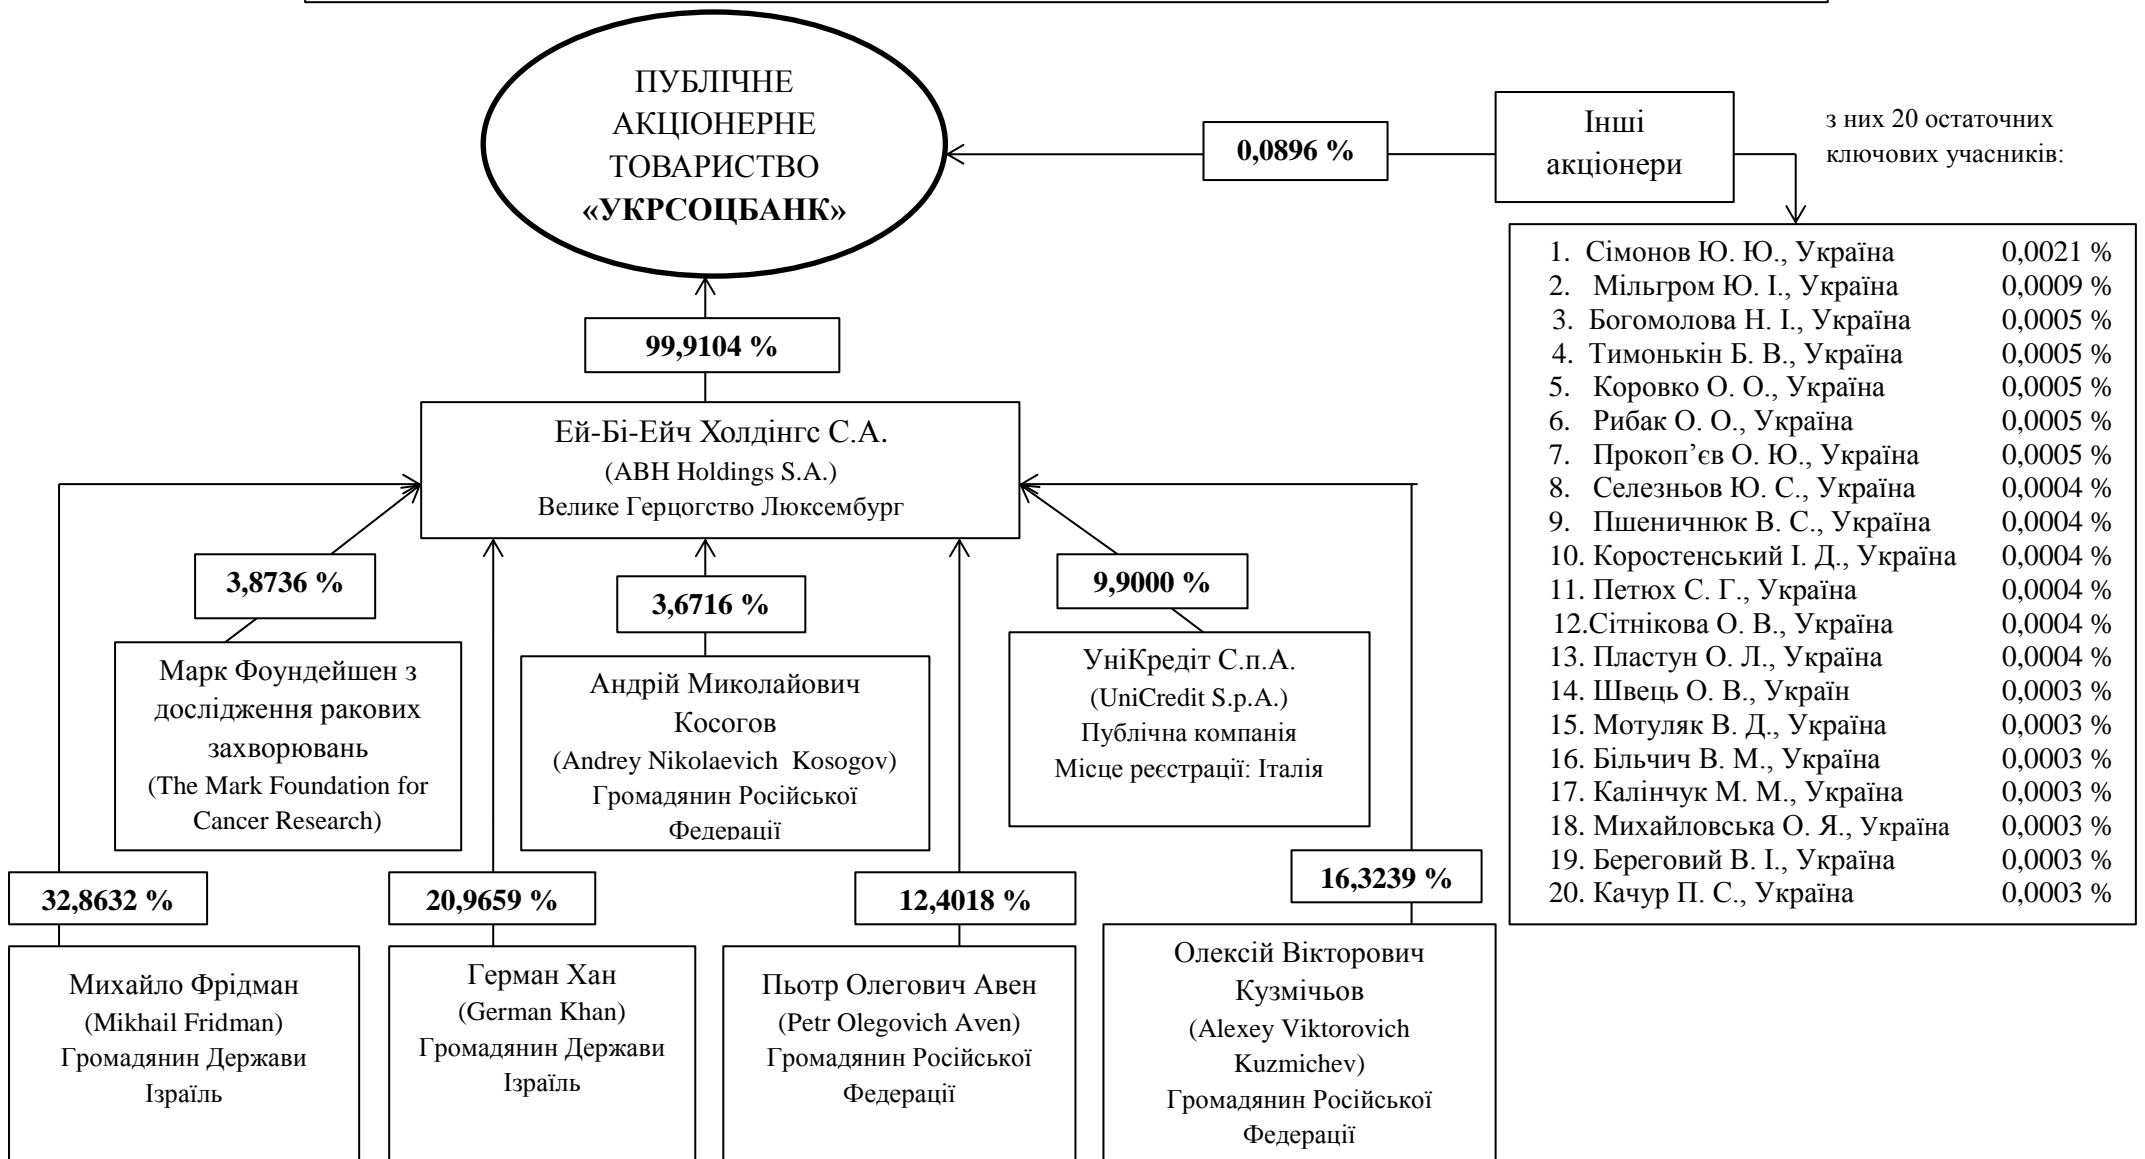 ПУБЛІЧНЕ
АКЦІОНЕРНЕ
ТОВАРИСТВО
«УКРСОЦБАНК»
0,0896 %
Інші
акціонери
з них 20 остаточних
ключових учасників:
1. Сімонов Ю. Ю., Україна 0,0021 %
2. Мільгром Ю. І., Україна 0,0009 %
3. Богомолова Н. І., Україна 0,0005 %
4. Тимонькін Б. В., Україна 0,0005 %
5. Коровко О. О., Україна 0,0005 %
6. Рибак О. О., Україна 0,0005 %
7. Прокоп’єв О. Ю., Україна 0,0005 %
8. Селезньов Ю. С., Україна 0,0004 %
9. Пшеничнюк В. С., Україна 0,0004 %
10. Коростенський І. Д., Україна 0,0004 %
11. Петюх С. Г., Україна 0,0004 %
12.Сітнікова О. В., Україна 0,0004 %
13. Пластун О. Л., Україна 0,0004 %
14. Швець О. В., Україн 0,0003 %
15. Мотуляк В. Д., Україна 0,0003 %
16. Більчич В. М., Україна 0,0003 %
17. Калінчук М. М., Україна 0,0003 %
18. Михайловська О. Я., Україна 0,0003 %
19. Береговий В. І., Україна 0,0003 %
20. Качур П. С., Україна 0,0003 %
99,9104 %
Ей-Бі-Ейч Холдінгс С.А.
(ABH Holdings S.A.)
Велике Герцогство Люксембург
3,8736 %
3,6716 %
9,9000 %
Марк Фоундейшен з
дослідження ракових
захворювань
(The Mark Foundation for
Cancer Research)
Андрій Миколайович
Косогов
(Andrey Nikolaevich Kosogov)
Громадянин Російської
Федерації
УніКредіт С.п.А.
(UniCredit S.p.A.)
Публічна компанія
Місце реєстрації: Італія
32,8632 %
20,9659 %
12,4018 %
16,3239 %
Михайло Фрідман
(Mikhail Fridman)
Громадянин Держави
Ізраїль
Герман Хан
(German Khan)
Громадянин Держави
Ізраїль
Пьотр Олегович Авен
(Petr Olegovich Aven)
Громадянин Російської
Федерації
Олексій Вікторович
Кузмічьов
(Alexey Viktorovich
Kuzmichev)
Громадянин Російської
Федерації